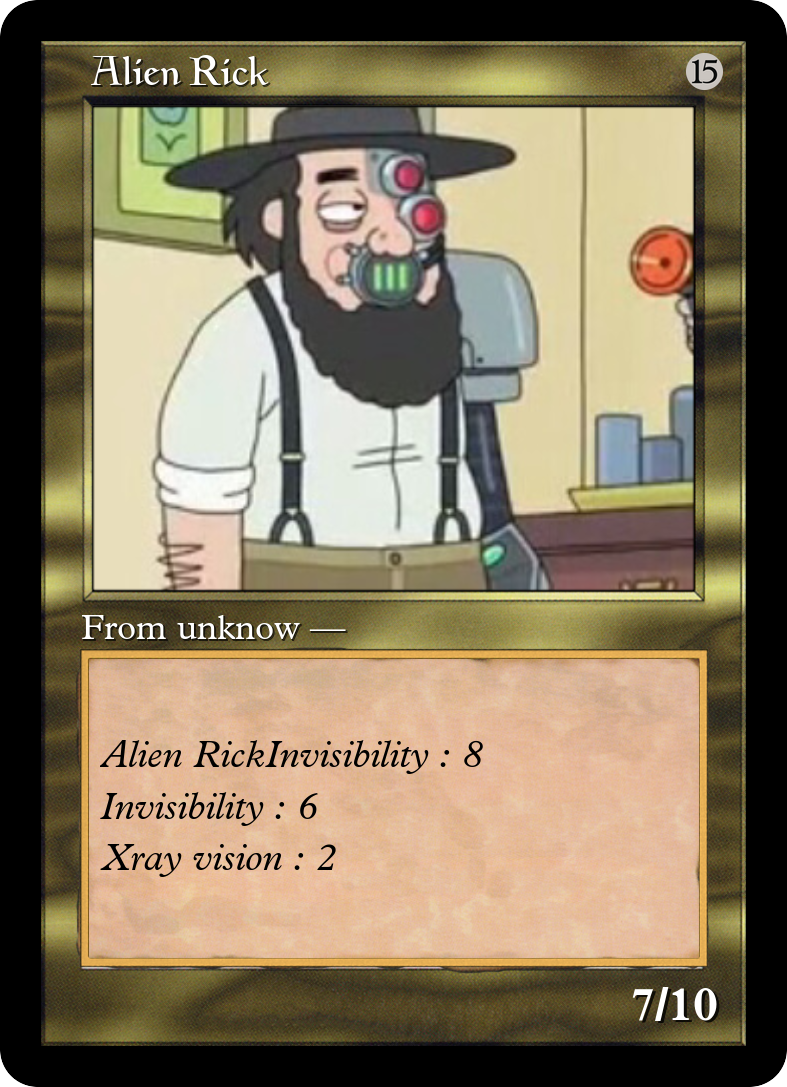 Alien Rick 15
From unknow —
Alien RickInvisibility : 8
Invisibility : 6
Xray vision : 2
7/10